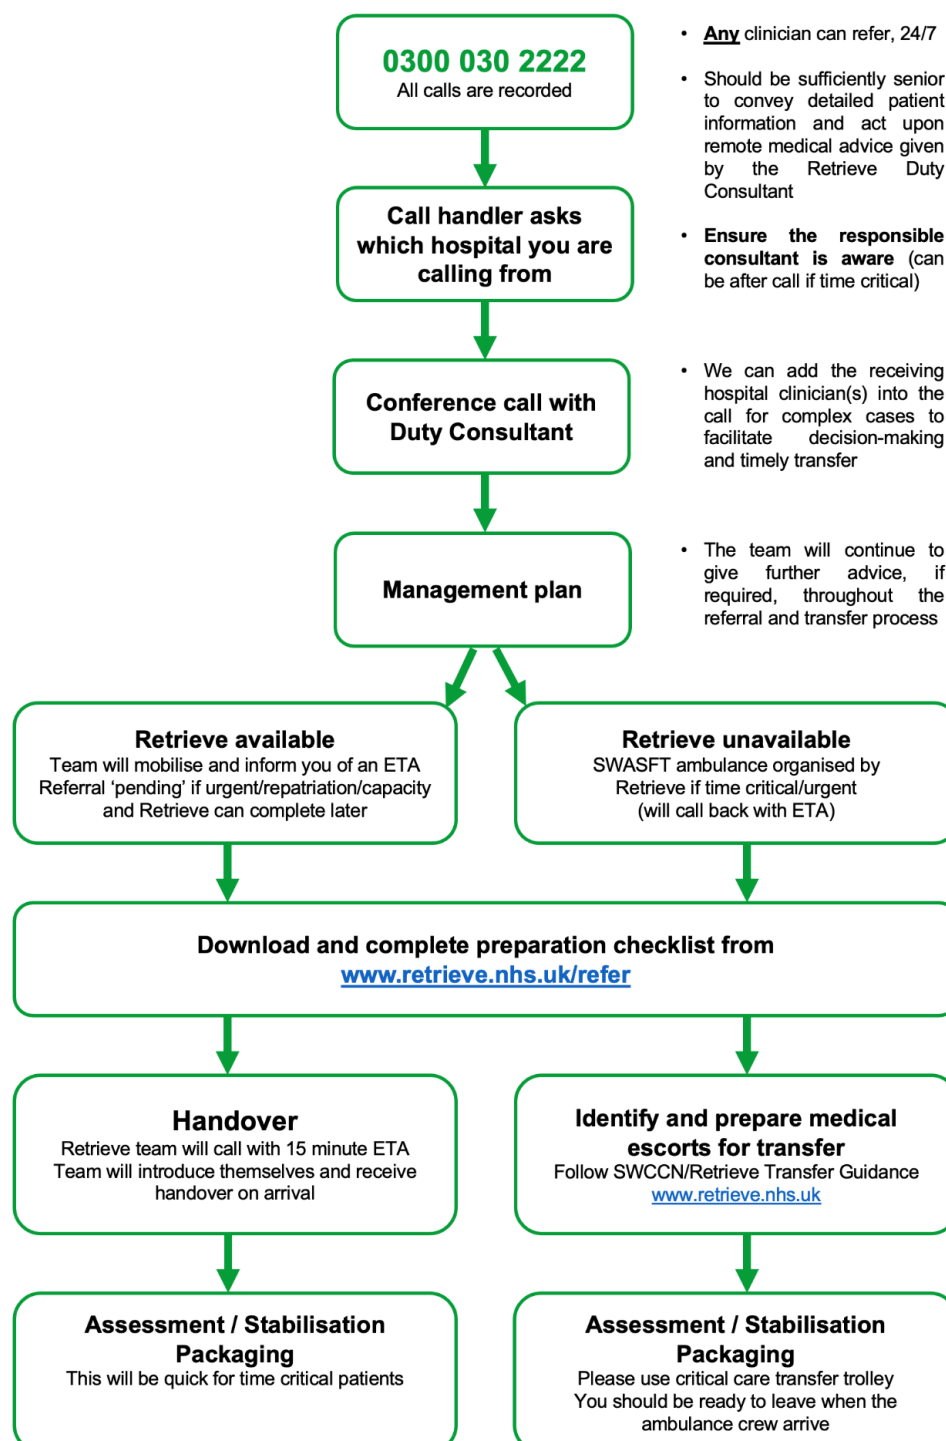 0300 030 2222
All calls are recorded
• Any clinician can refer, 24/7
• Should be sufficiently senior
to convey detailed patient
information and act upon
remote medical advice given
by the Retrieve Duty
Consultant
Call handler asks
which hospital you are
calling from
• Ensure the responsible
consultant is aware (can
be after call if time critical)
Conference call with
Duty Consultant
• We can add the receiving
hospital clinician(s) into the
call for complex cases to
facilitate decision-making
and timely transfer
Management plan
• The team will continue to
give further advice, if
required, throughout the
referral and transfer process
Retrieve available
Team will mobilise and inform you of an ETA
Referral ‘pending’ if urgent/repatriation/capacity
and Retrieve can complete later
Retrieve unavailable
SWASFT ambulance organised by
Retrieve if time critical/urgent
(will call back with ETA)
Download and complete preparation checklist from
www.retrieve.nhs.uk/refer
Handover
Retrieve team will call with 15 minute ETA
Team will introduce themselves and receive
handover on arrival
Identify and prepare medical
escorts for transfer
Follow SWCCN/Retrieve Transfer Guidance
www.retrieve.nhs.uk
Assessment / Stabilisation
Packaging
This will be quick for time critical patients
Assessment / Stabilisation
Packaging
Please use critical care transfer trolley
You should be ready to leave when the
ambulance crew arrive